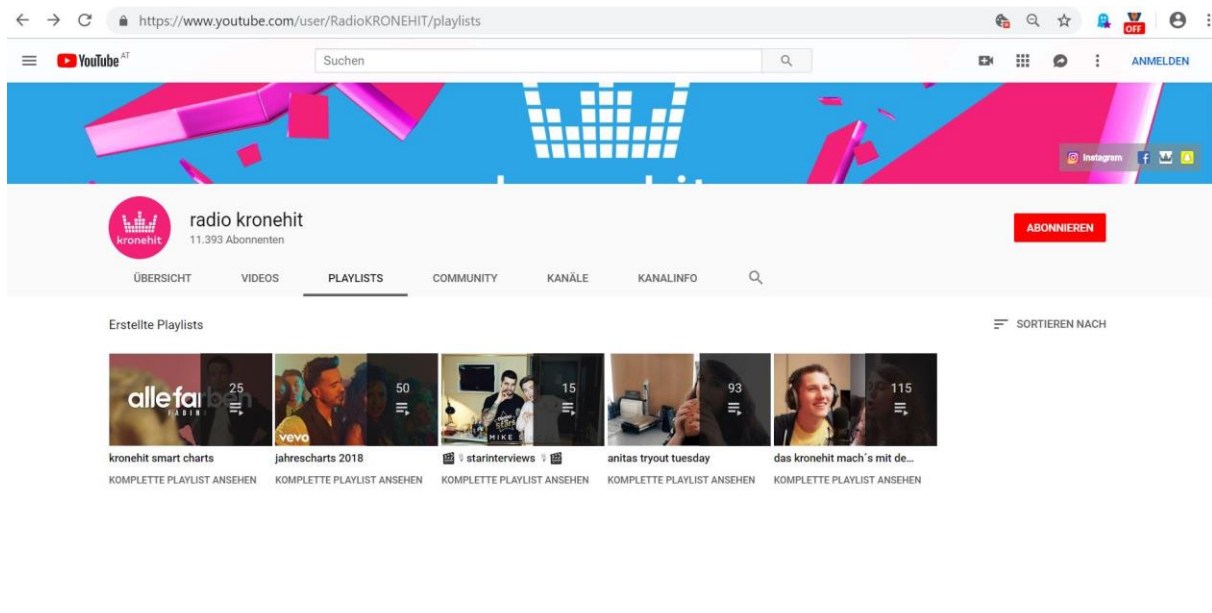 https://www.youtube.com/user/RadioKRONEHIT/playlists
OFF
YouTube AT
Suchen
ANMELDEN
Instagram
kronehit
radio kronehit
11.393 Abonnenten
ABONNIEREN
ÜBERSICHT VIDEOS PLAYLISTS COMMUNITY KANÄLE KANALINFO
Erstellte Playlists
SORTIEREN NACH
alle farben 25
50
15
93
115
vevo
MIKE
kronehit smart charts
jahrescharts 2018
starinterviews
anitas tryout tuesday
das kronehit mach´s mit de...
KOMPLETTE PLAYLIST ANSEHEN
KOMPLETTE PLAYLIST ANSEHEN
KOMPLETTE PLAYLIST ANSEHEN
KOMPLETTE PLAYLIST ANSEHEN
KOMPLETTE PLAYLIST ANSEHEN